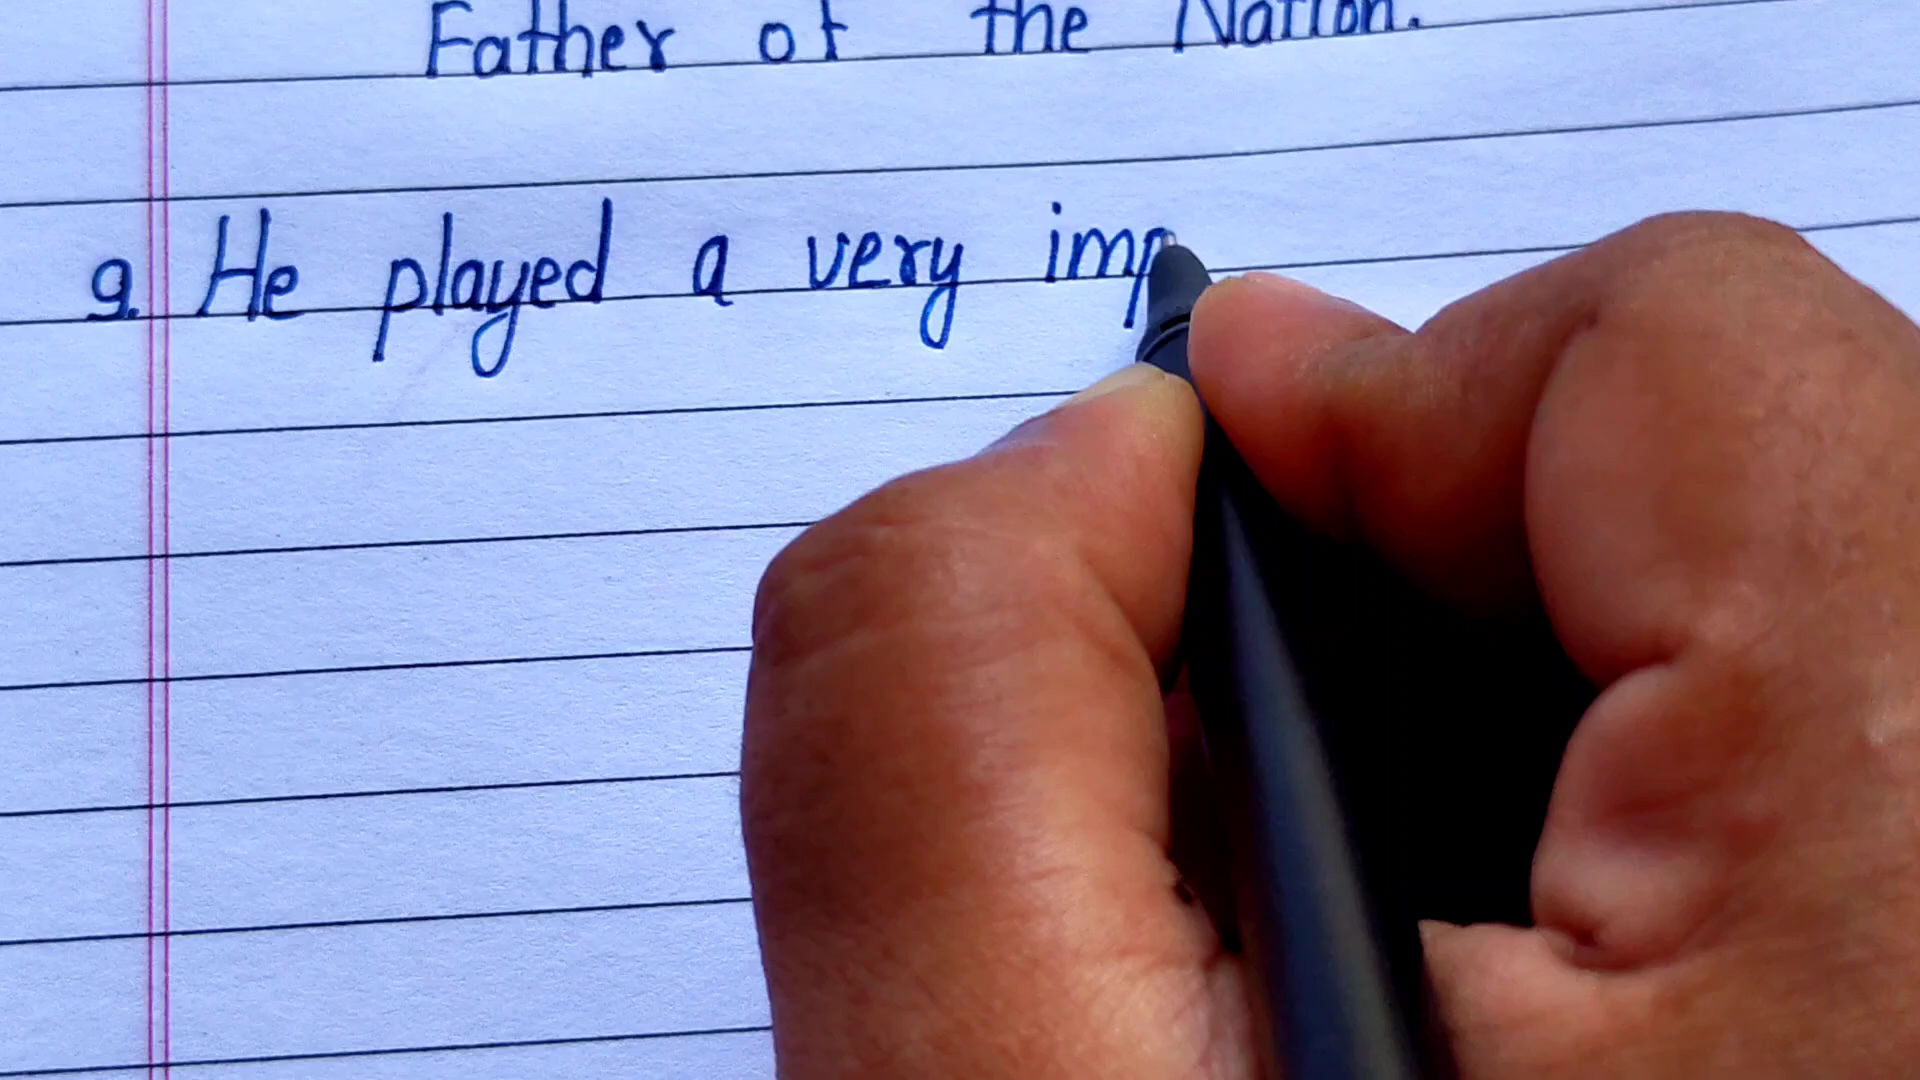 Father of the Nation.
9. He played a very imp